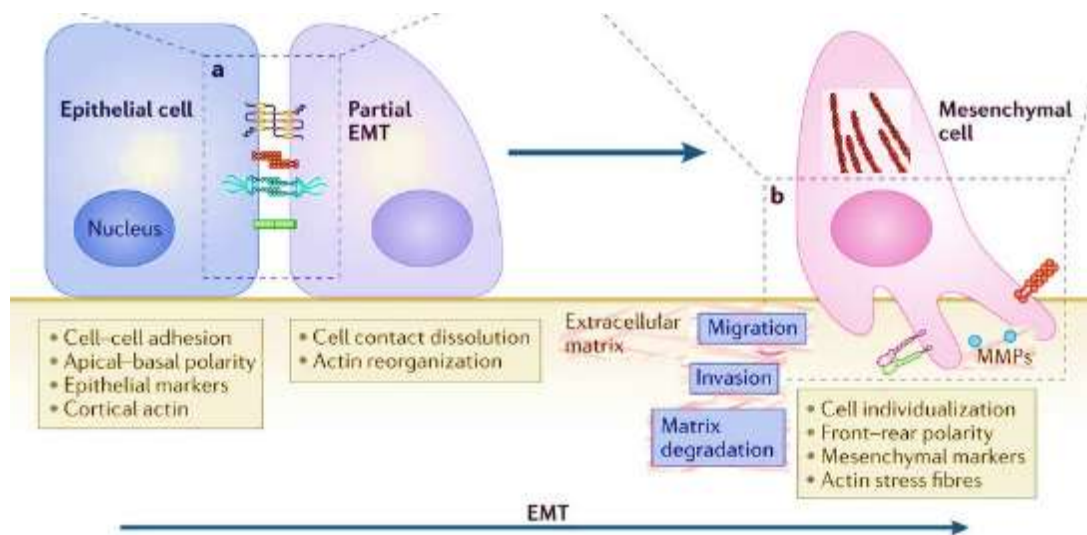 a
Epithelial cell
Partial
EMT
Nucleus
Mesenchymal
cell
b
• Cell–cell adhesion
• Apical–basal polarity
• Epithelial markers
• Cortical actin
• Cell contact dissolution
• Actin reorganization
Extracellular
matrix
Migration
Invasion
Matrix
degradation
MMPs
• Cell individualization
• Front–rear polarity
• Mesenchymal markers
• Actin stress fibres
EMT